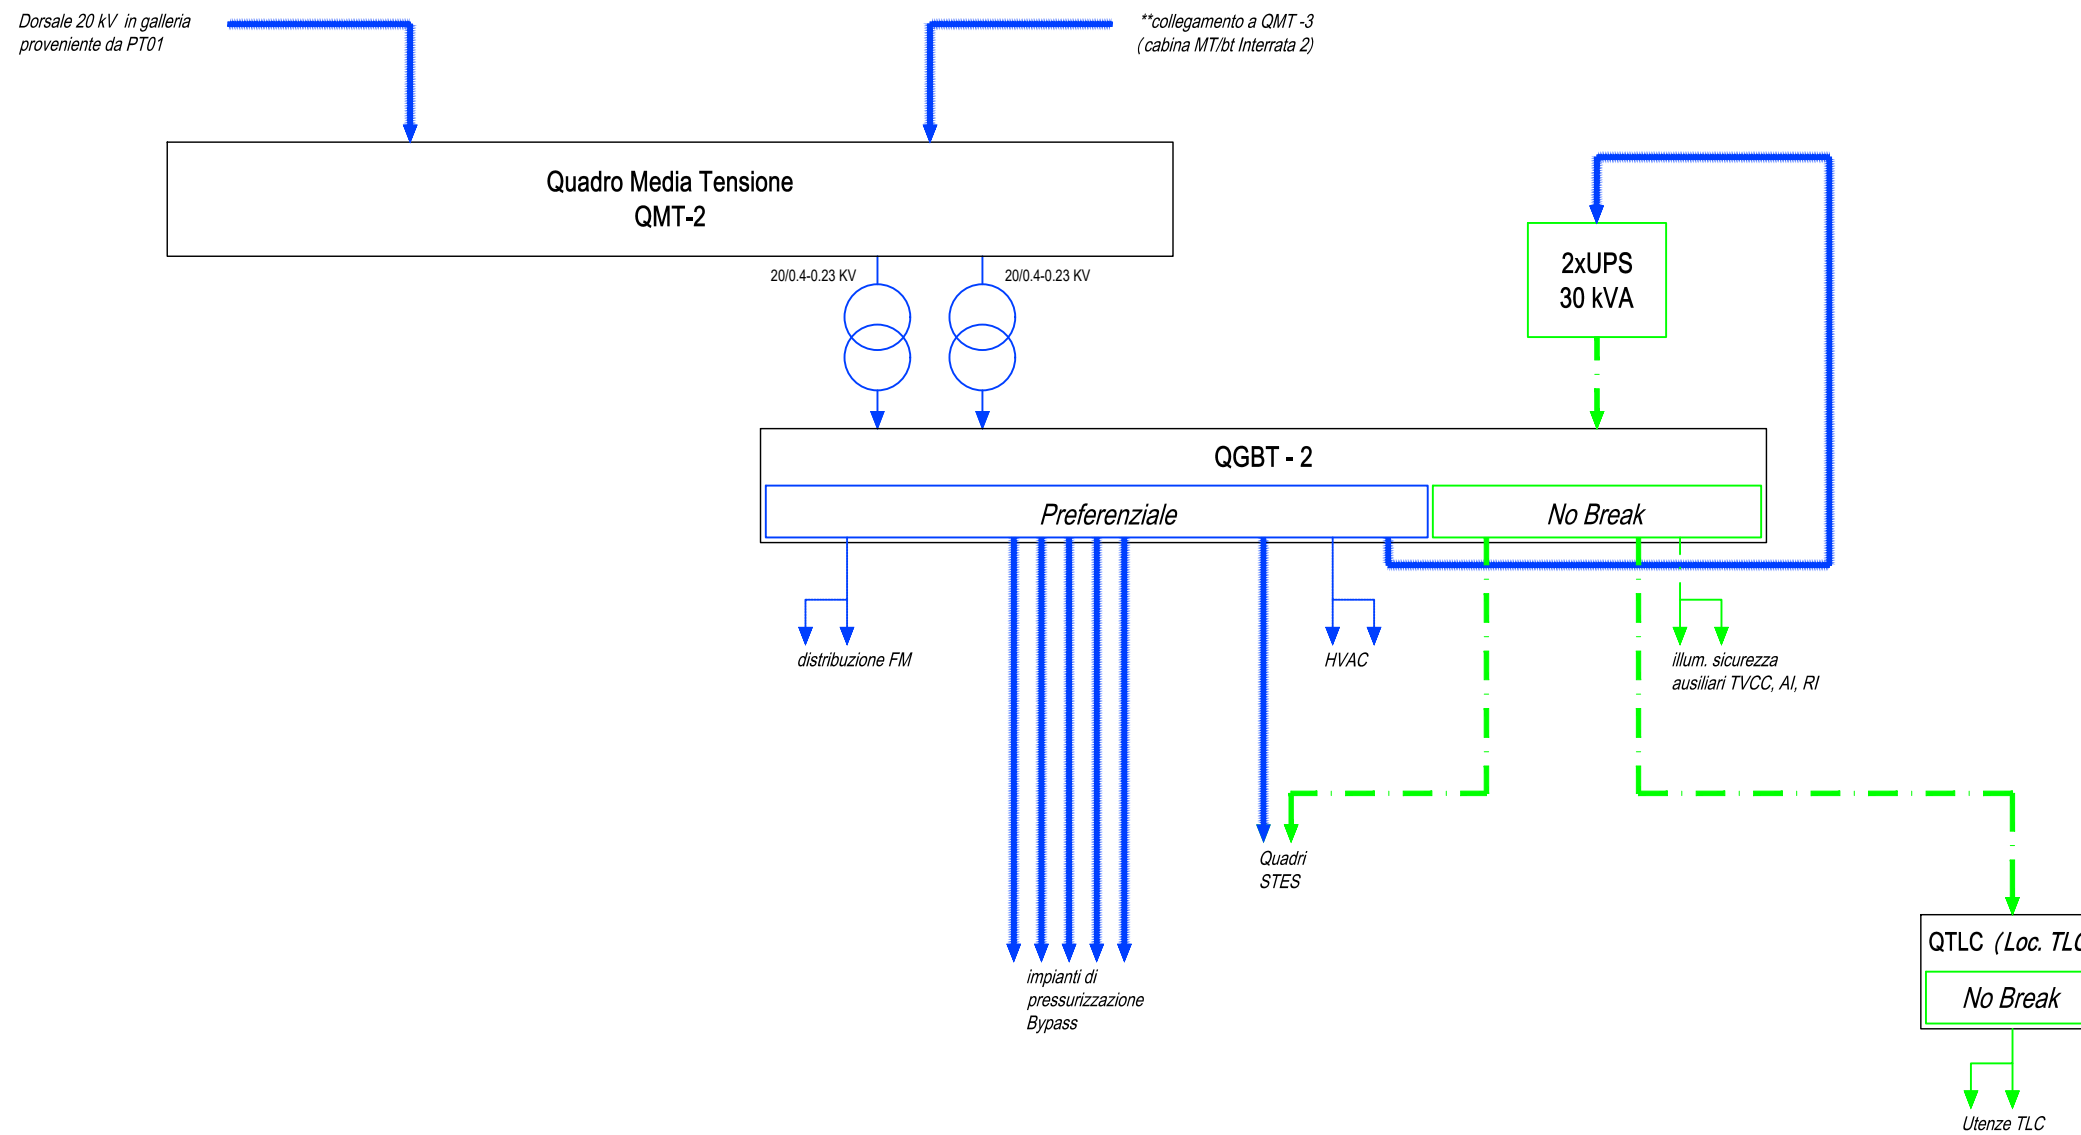 Dorsale 20 kV in galleria
proveniente da PT01
**collegamento a QMT -3
(cabina MT/bt Interrata 2)
Quadro Media Tensione
QMT-2
20/0.4-0.23 KV
20/0.4-0.23 KV
2xUPS
30 kVA
QGBT - 2
Preferenziale
No Break
distribuzione FM
HVAC
illum. sicurezza
ausiliari TVCC, AI, RI
Quadri
STES
impianti di
pressurizzazione
Bypass
QTLC (Loc. TLC
No Break
Utenze TLC